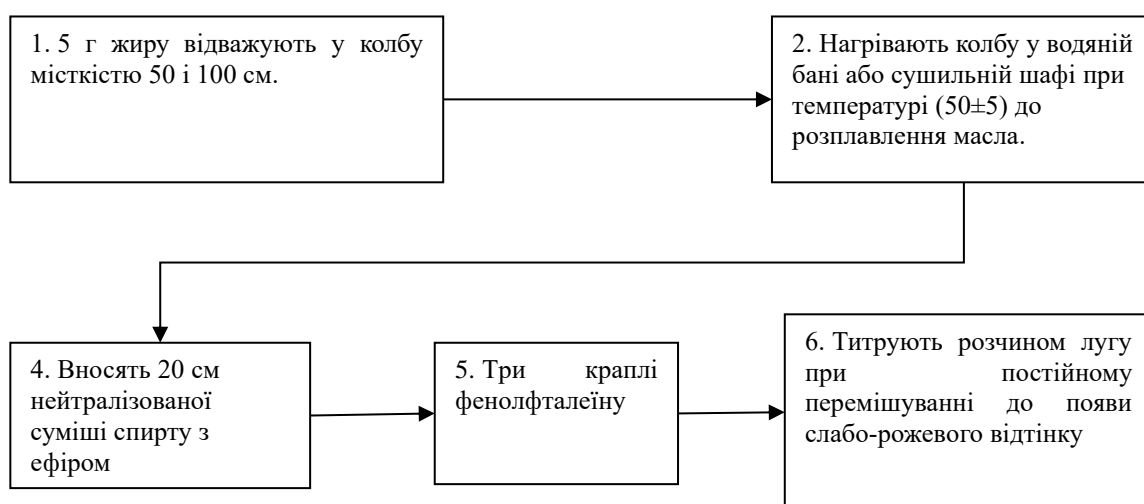 1. 5 г жиру відважують у колбу
місткістю 50 і 100 см.
2. Нагрівають колбу у водяній
бані або сушильній шафі при
температурі (50±5) до
розплавлення масла.
4. Вносять 20 см
нейтралізованої
суміші спирту з
ефіром
5. Три краплі
фенолфталеїну
6. Титрують розчином лугу
при постійному
перемішуванні до появи
слабо-рожевого відтінку